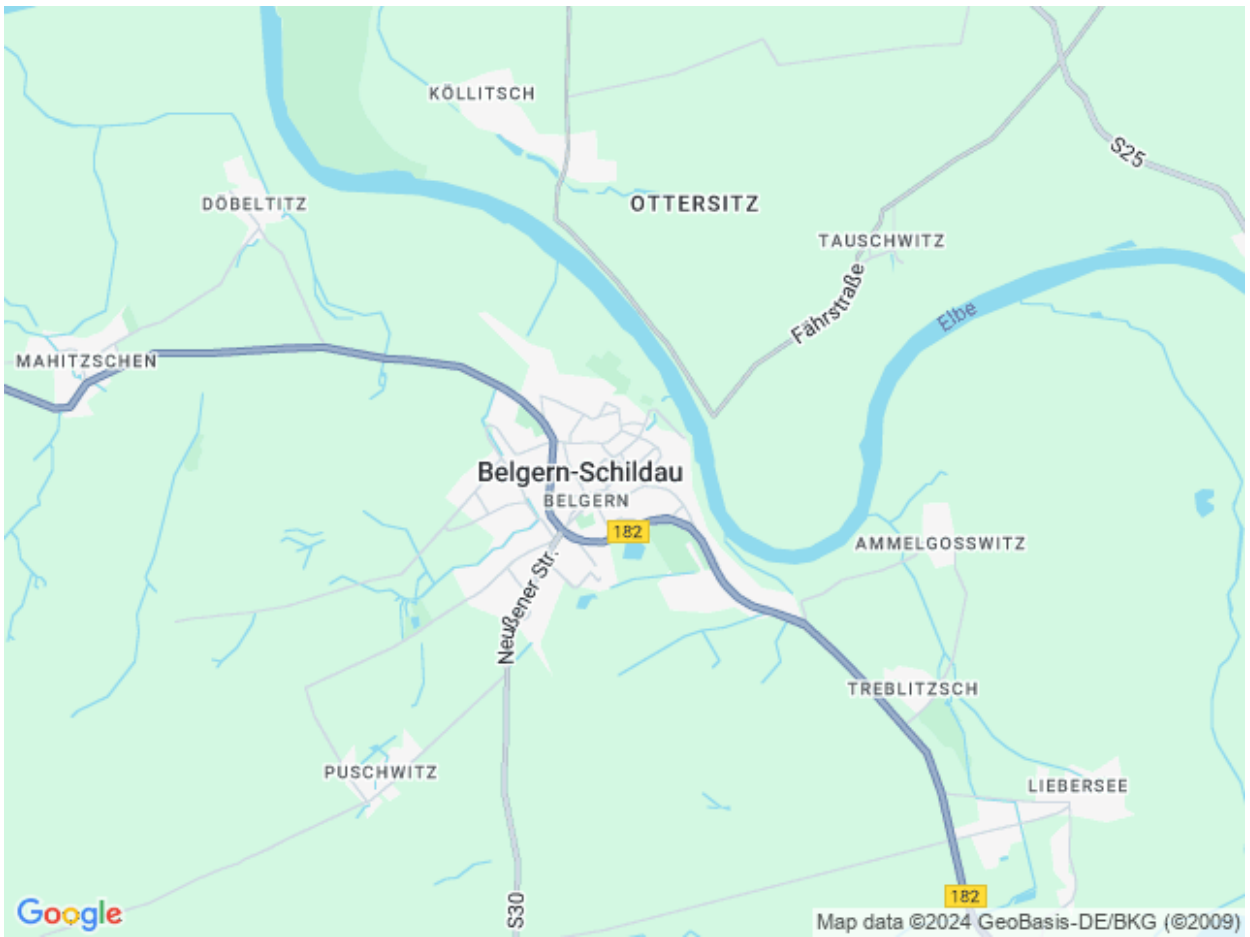 KÖLLITSCH
S25
DÖBELTITZ
OTTERSITZ
TAUSCHWITZ
Fährstraße
Elbe
MAHITZSCHEN
Belgern-Schildau
BELGERN
182
AMMELGOSSWITZ
Neußener Str.
TREBLITZSCH
PUSCHWITZ
LIEBERSEE
182
S30
Google
Map data ©2024 GeoBasis-DE/BKG (©2009)